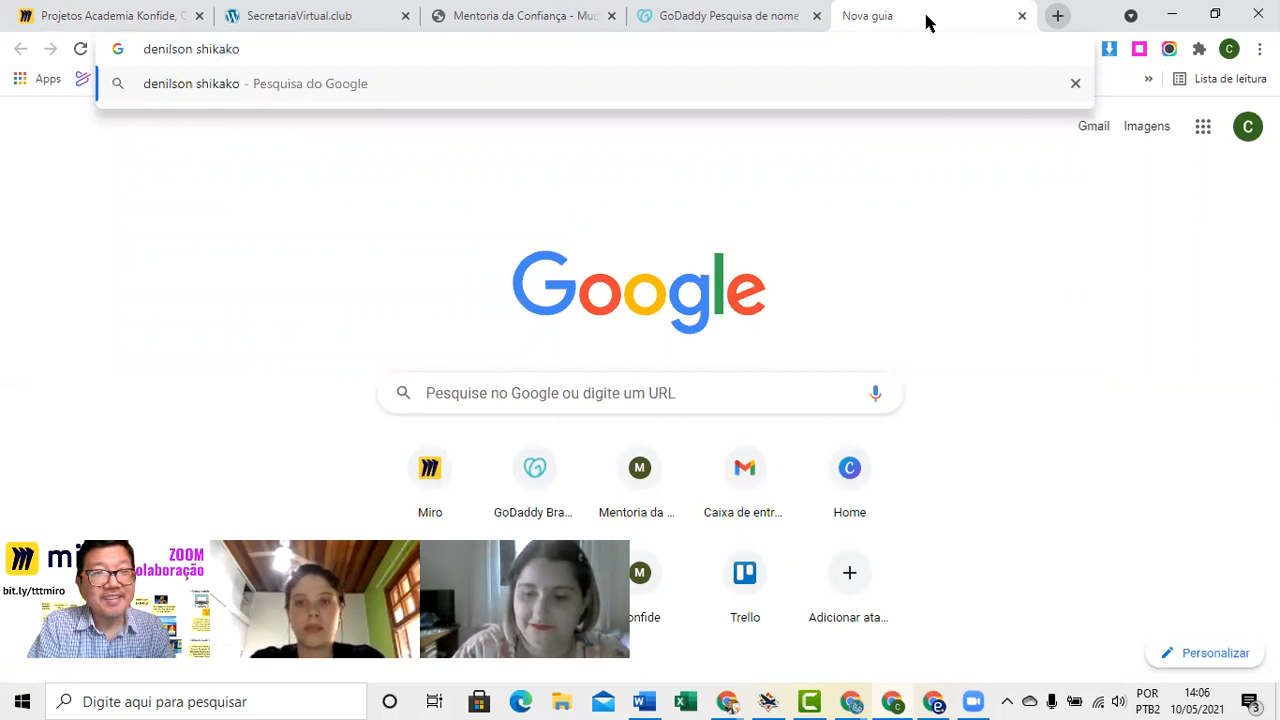 Projetos Academia Konfide, C
SecretariaVirtual.club
Mentoria da Confiança - Mud
GoDaddy Pesquisa de nome
Nova guia
denilson shikako
denilson shikako - Pesquisa do Google
Apps
»
Lista de leitura
Gmail
Imagens
C
Google
Pesquise no Google ou digite um URL
Miro
GoDaddy Bra...
Mentoria da ...
Caixa de entr...
Home
onfide
Trello
Adicionar ata...
Personalizar
mi
ZOOM
olaboração
bit.ly/tttmiro
Digite aqui para pesquisar
POR
PTB2
14:06
10/05/2021
3